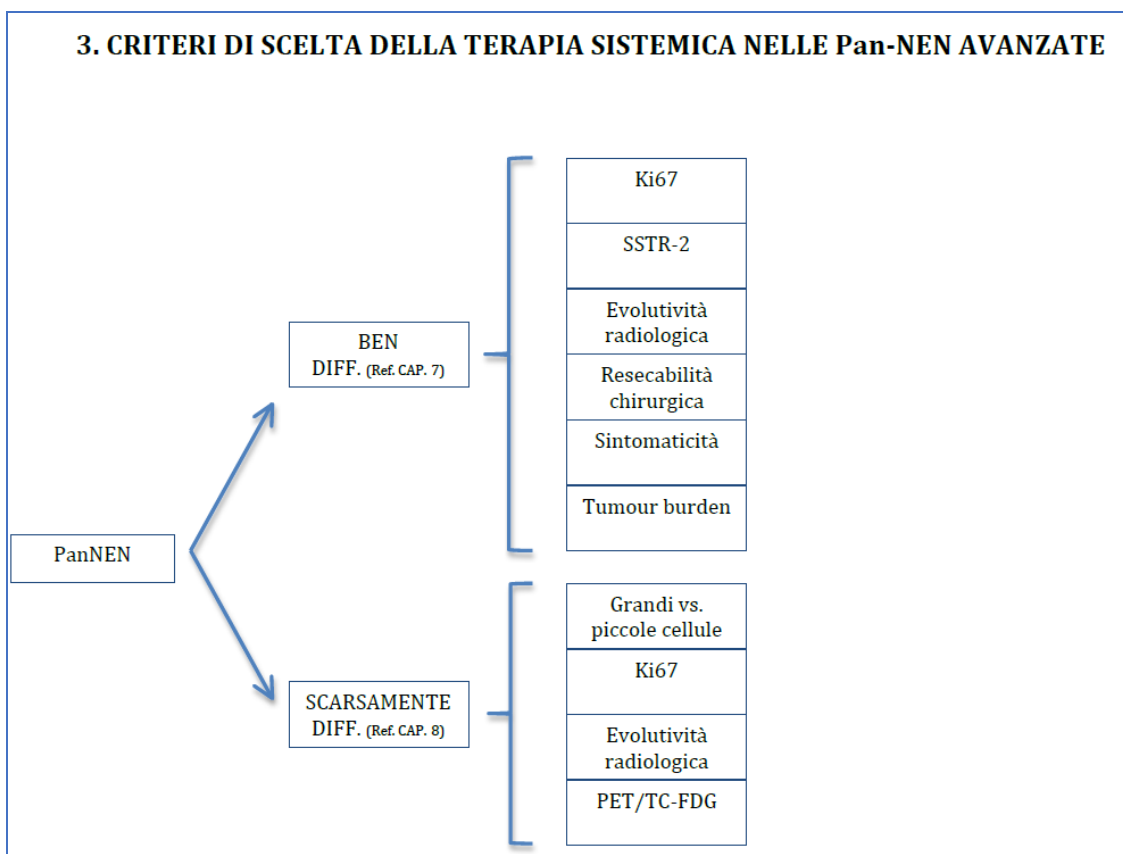 3. CRITERI DI SCELTA DELLA TERAPIA SISTEMICA NELLE Pan-NEN AVANZATE
Ki67
SSTR-2
Evolutività
radiologica
BEN
DIFF. (Ref. CAP. 7)
Resecabilità
chirurgica
Sintomaticità
Tumour burden
PanNEN
Grandi vs.
piccole cellule
Ki67
SCARSAMENTE
DIFF. (Ref. CAP. 8)
Evolutività
radiologica
PET/TC-FDG